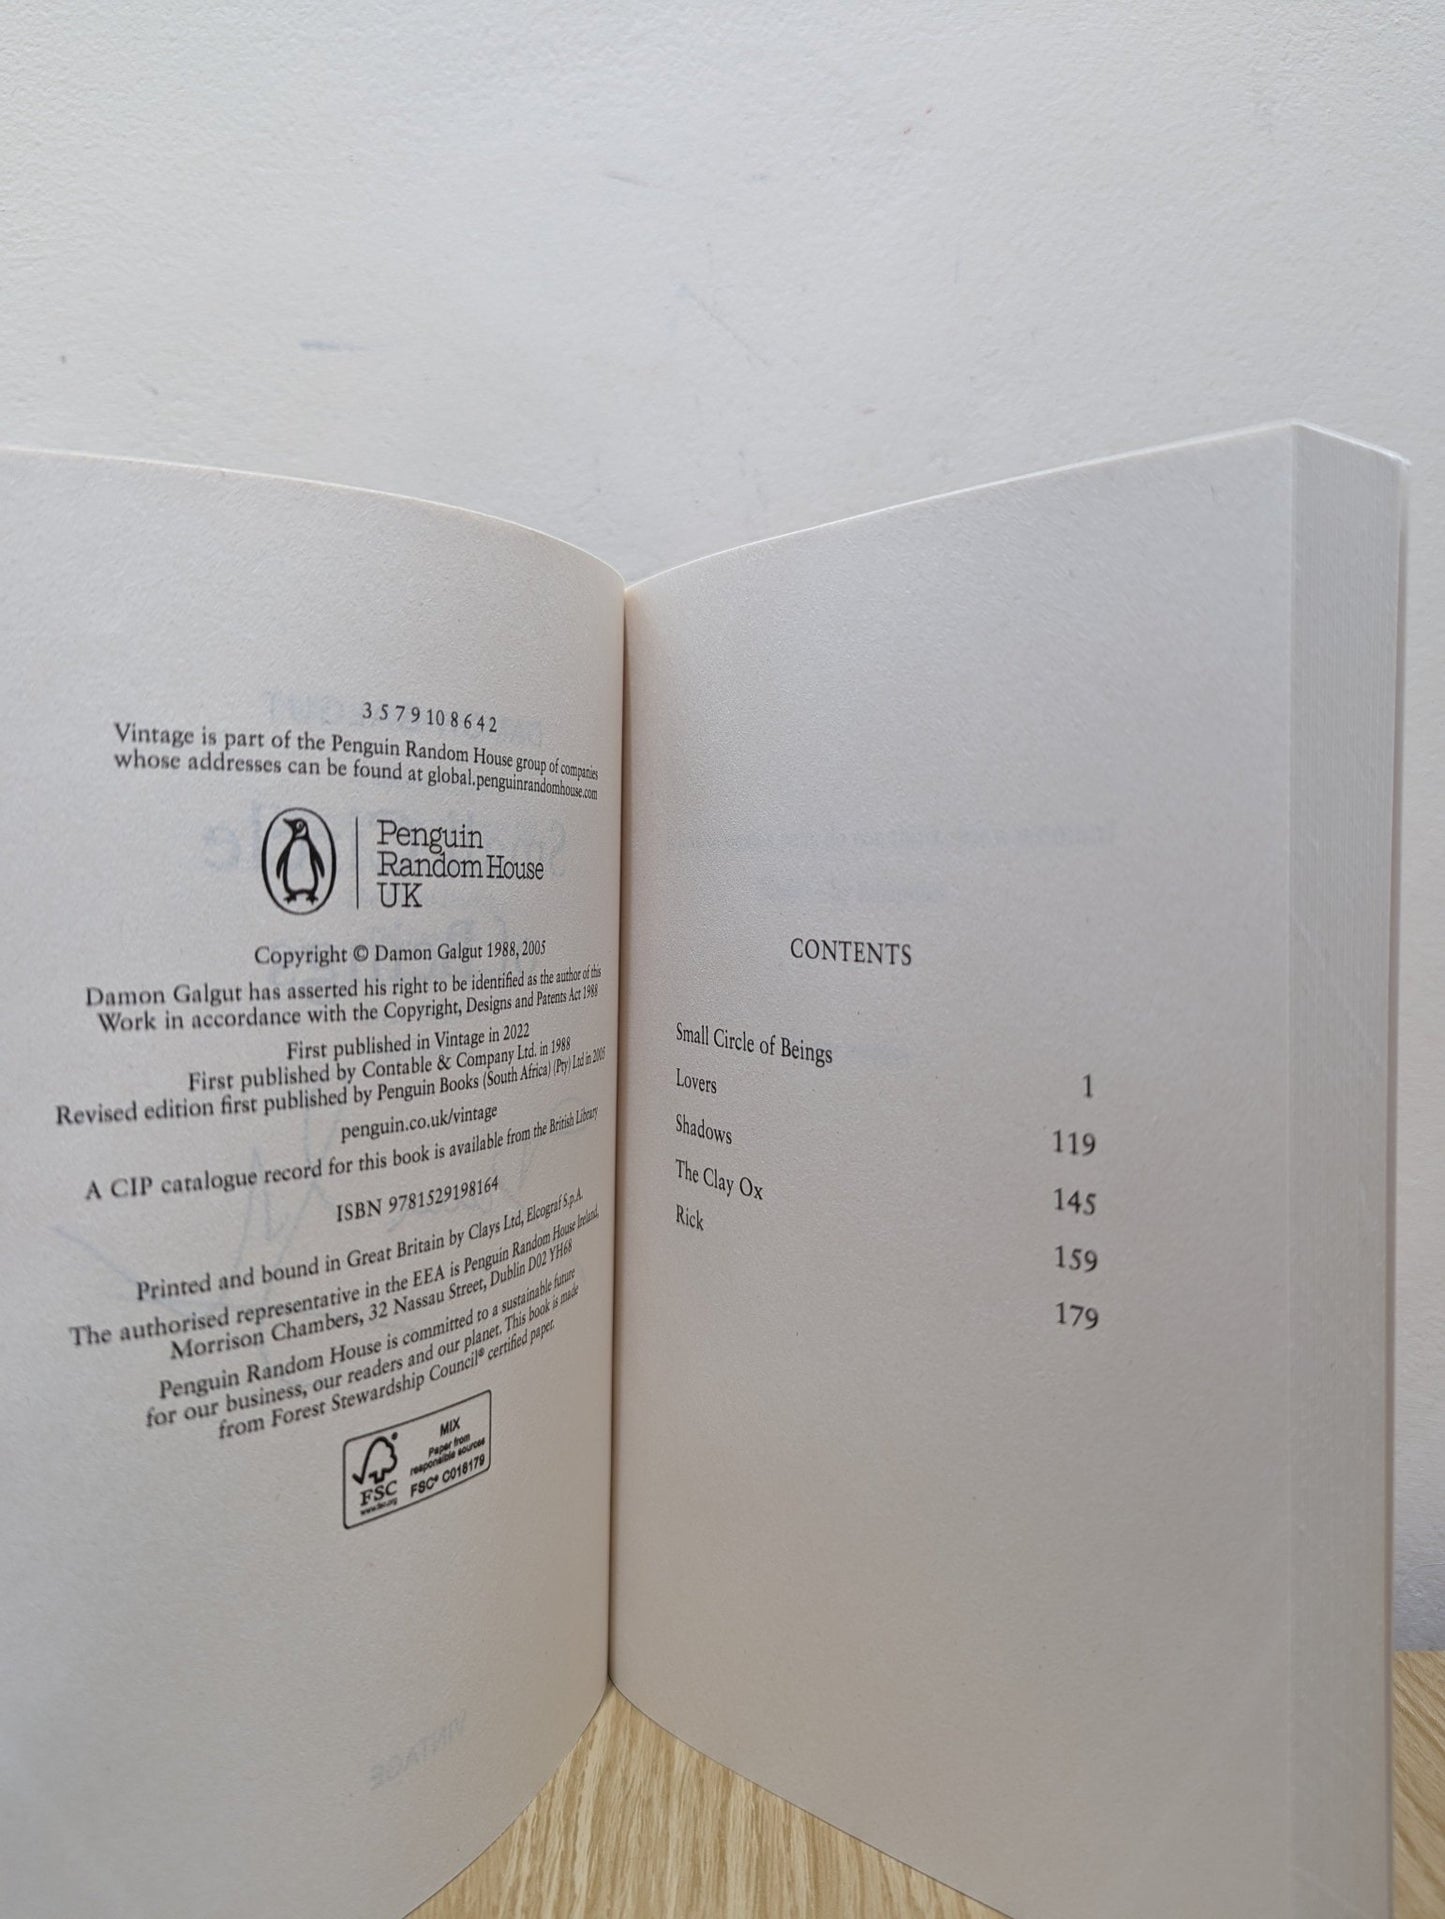 3 5 7 9 10 8 6 4 2
Vintage is part of the Penguin Random House group of companies
whose addresses can be found at global.penguinrandomhouse.com
Penguin
Random House
UK
Copyright © Damon Galgut 1988, 2005
Damon Galgut has asserted his right to be identified as the author of this
Work in accordance with the Copyright, Designs and Patents Act 1988
First published in Vintage in 2022
First published by Contable & Company Ltd. in 1988
Revised edition first published by Penguin Books (South Africa) (Pty) Ltd in 2005
penguin.co.uk/vintage
A CIP catalogue record for this book is available from the British Library
ISBN 9781529198164
Printed and bound in Great Britain by Clays Ltd, Elcograf S.p.A.
The authorised representative in the EEA is Penguin Random House Ireland,
Morrison Chambers, 32 Nassau Street, Dublin D02 YH68
Penguin Random House is committed to a sustainable future
for our business, our readers and our planet. This book is made
from Forest Stewardship Council® certified paper.
MIX
Paper from
responsible sources
FSC® C018179
FSC
www.fsc.org
VINTAGE
CONTENTS
Small Circle of Beings 1
Lovers 119
Shadows 145
The Clay Ox 159
Rick 179